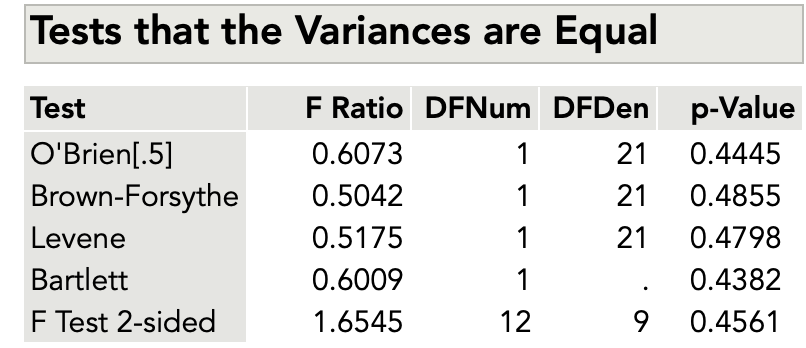 Tests that the Variances are Equal
Test F Ratio DFNum DFDen p-Value
O'Brien[.5] 0.6073 1 21 0.4445
Brown-Forsythe 0.5042 1 21 0.4855
Levene 0.5175 1 21 0.4798
Bartlett 0.6009 1 . 0.4382
F Test 2-sided 1.6545 12 9 0.4561